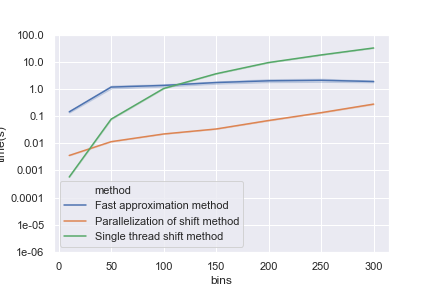 100.0
10.0
1.0
0.1
0.01
0.001
0.0001
1e-05
1e-06
time(s)
method
Fast approximation method
Parallelization of shift method
Single thread shift method
0 50 100 150 200 250 300
bins